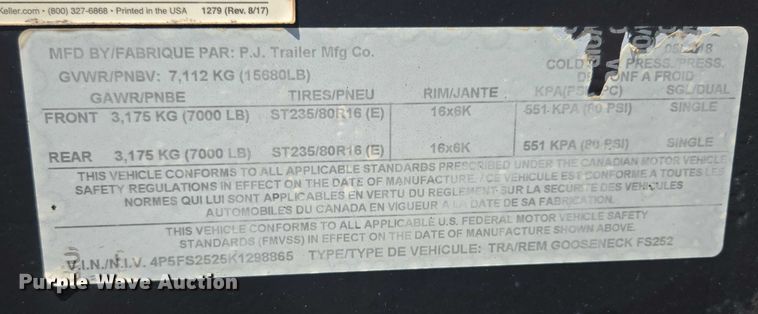 Keller.com • (800) 327-6868 • Printed in the USA 1279 (Rev. 8/17)
MFD BY/FABRIQUE PAR: P.J. Trailer Mfg Co.
GVWR/PNBV: 7,112 KG (15680LB)
COLD PRESS./PRESS.
A FROID
GAWR/PNBE TIRES/PNEU RIM/JANTE SGL/DUAL
FRONT 3,175 KG (7000 LB) ST235/80R16 (E) 16x6K 551 KPA (80 PSI) SINGLE
REAR 3,175 KG (7000 LB) ST235/80R16 (E) 16x6K 551 KPA (80 PSI) SINGLE
THIS VEHICLE CONFORMS TO ALL APPLICABLE STANDARDS PRESCRIBED UNDER THE CANADIAN MOTOR VEHICLE
SAFETY REGULATIONS IN EFFECT ON THE DATE OF MANUFACTURE / CE VEHICULE EST CONFORME A TOUTES LES
NORMES QUI LUI SONT APPLICABLES EN VERTU DU REGLEMENT SUR LA SECURITE DES VEHICULES
AUTOMOBILES DU CANADA EN VIGUEUR A LA DATE DE SA FABRICATION.
THIS VEHICLE CONFORMS TO ALL APPLICABLE U.S. FEDERAL MOTOR VEHICLE SAFETY
STANDARDS (FMVSS) IN EFFECT ON THE DATE OF MANUFACTURE SHOWN ABOVE
V.I.N./N.I.V. 4P5FS2525K1298865 TYPE/TYPE DE VEHICULE: TRA/REM GOOSENECK FS252
Purple Wave Auction